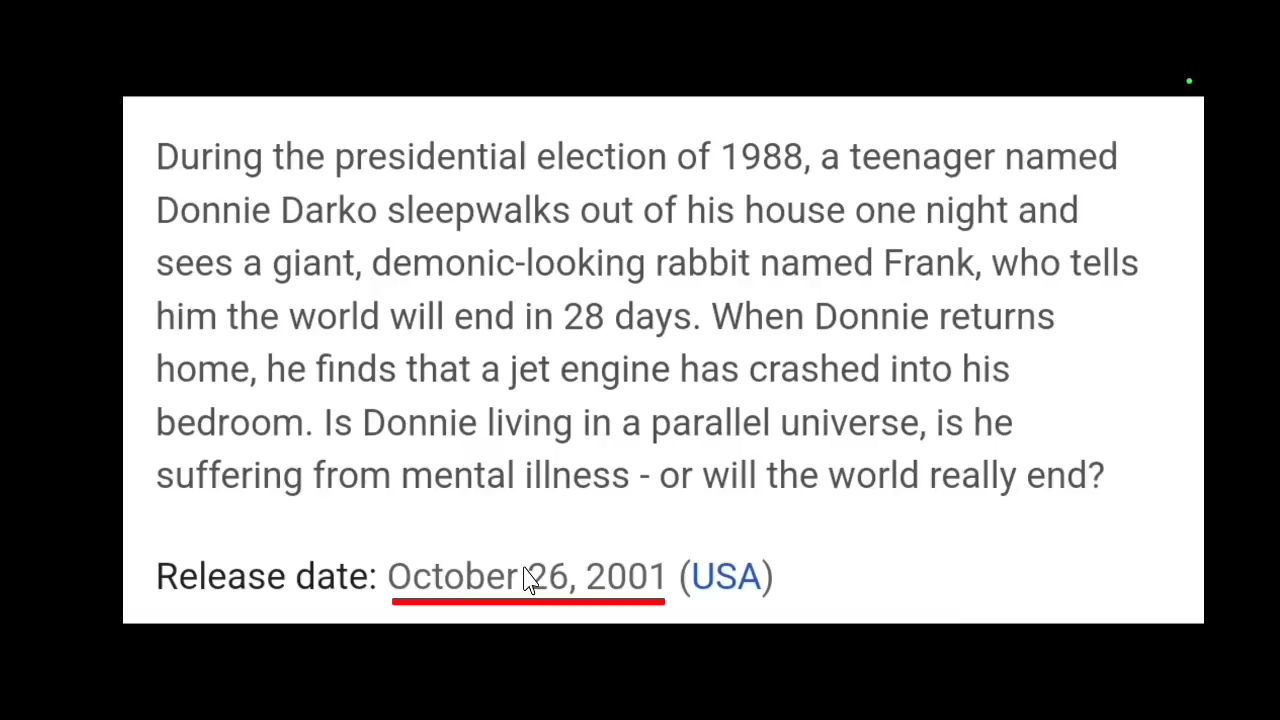 During the presidential election of 1988, a teenager named
Donnie Darko sleepwalks out of his house one night and
sees a giant, demonic-looking rabbit named Frank, who tells
him the world will end in 28 days. When Donnie returns
home, he finds that a jet engine has crashed into his
bedroom. Is Donnie living in a parallel universe, is he
suffering from mental illness - or will the world really end?
Release date: October 26, 2001 (USA)